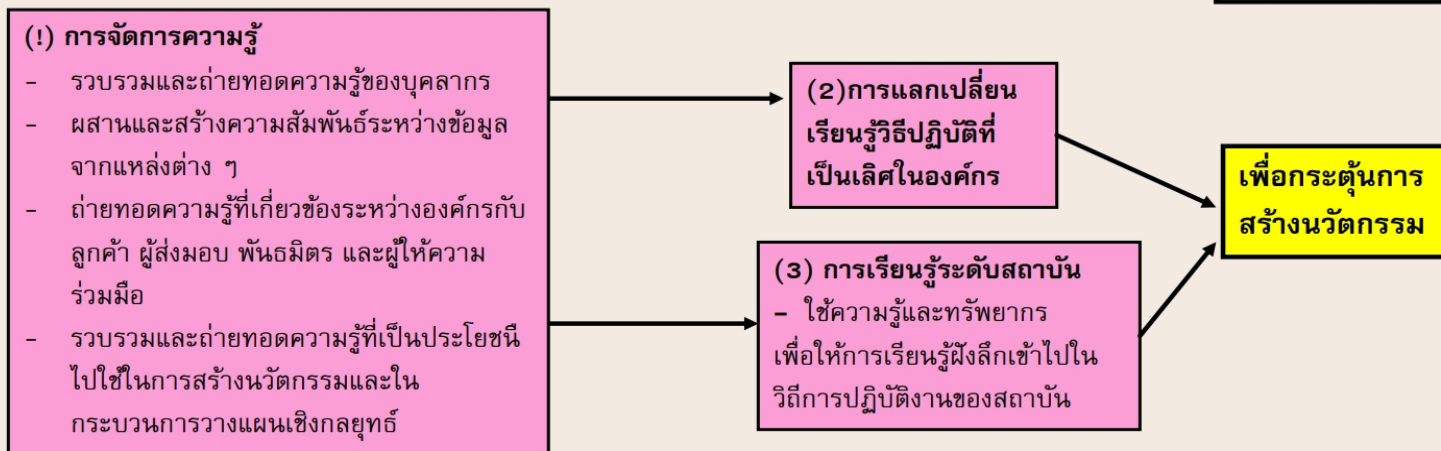 (!) การจัดการความรู้
- รวบรวมและถ่ายทอดความรู้ของบุคลากร
- ผสานและสร้างความสัมพันธ์ระหว่างข้อมูล
จากแหล่งต่าง ๆ
- ถ่ายทอดความรู้ที่เกี่ยวข้องระหว่างองค์กรกับ
ลูกค้า ผู้ส่งมอบ พันธมิตร และผู้ให้ความ
ร่วมมือ
- รวบรวมและถ่ายทอดความรู้ที่เป็นประโยชนื
ไปใช้ในการสร้างนวัตกรรมและใน
กระบวนการวางแผนเชิงกลยุทธ์
(2)การแลกเปลี่ยน
เรียนรู้วิธีปฏิบัติที่
เป็นเลิศในองค์กร
(3) การเรียนรู้ระดับสถาบัน
- ใช้ความรู้และทรัพยากร
เพื่อให้การเรียนรู้ฝังลึกเข้าไปใน
วิถีการปฏิบัติงานของสถาบัน
เพื่อกระตุ้นการ
สร้างนวัตกรรม